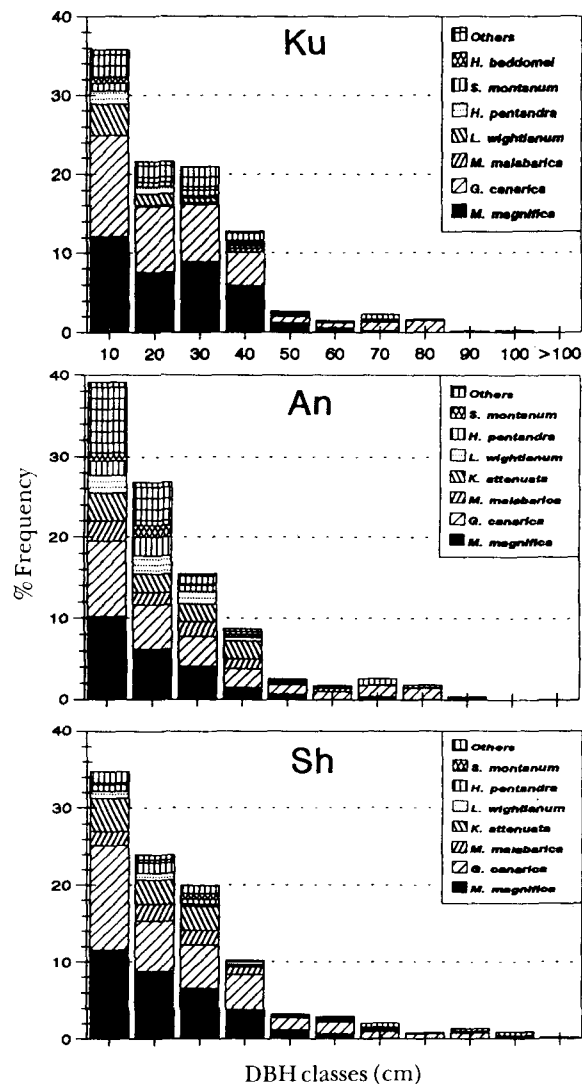 Ku
40
30
20
10
0
Others
H. beddomei
S. montanum
H. pentandra
L. wightianum
M. malabarica
G. canarica
M. magnifica
10 20 30 40 50 60 70 80 90 100 >100
An
40
30
20
10
0
Others
S. montanum
H. pentandra
L. wightianum
K. attenuata
M. malabarica
G. canarica
M. magnifica
% Frequency
Sh
40
30
20
10
0
Others
S. montanum
H. pentandra
L. wightianum
K. attenuata
M. malabarica
G. canarica
M. magnifica
DBH classes (cm)